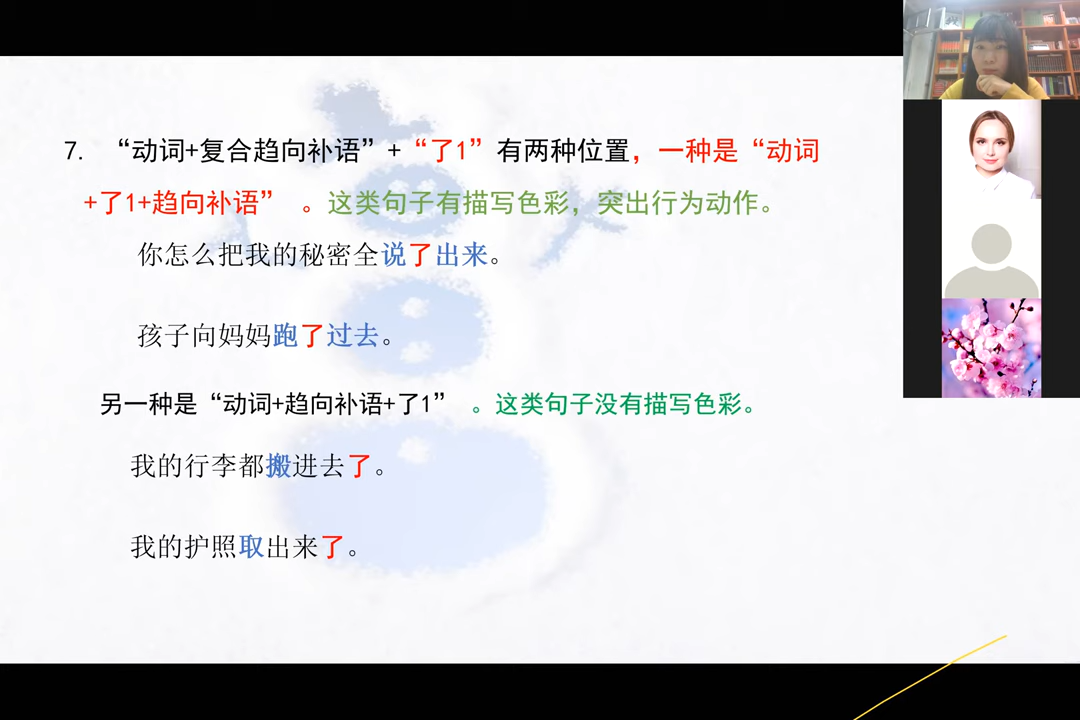 7. “动词+复合趋向补语”+“了1”有两种位置，一种是“动词
+了1+趋向补语” 。这类句子有描写色彩，突出行为动作。
你怎么把我的秘密全说了出来。
孩子向妈妈跑了过去。
另一种是“动词+趋向补语+了1” 。这类句子没有描写色彩。
我的行李都搬进去了。
我的护照取出来了。